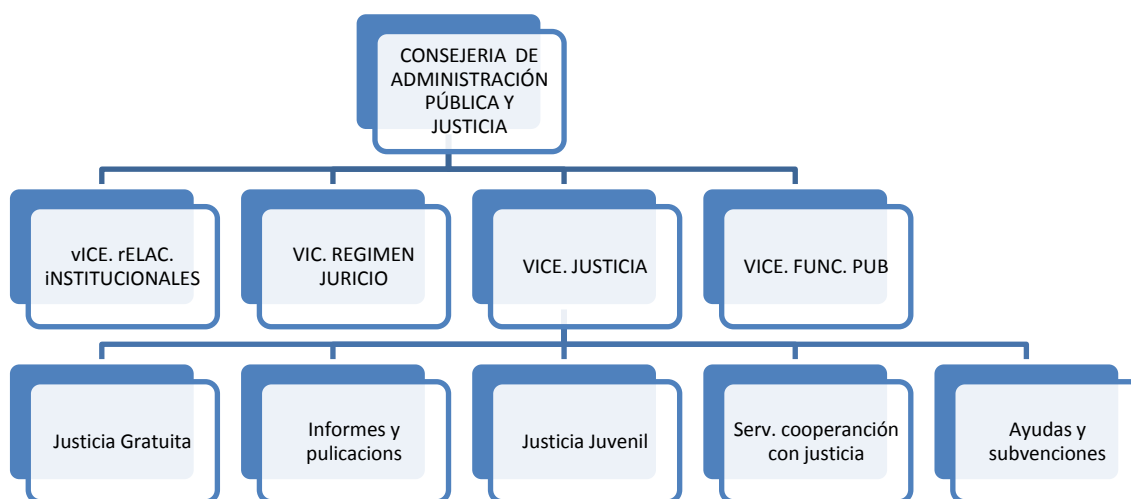 CONSEJERIA DE
ADMINISTRACIÓN
PÚBLICA Y
JUSTICIA
vICE. rELAC.
iNSTITUCIONALES
VIC. REGIMEN
JURICIO
VICE. JUSTICIA
VICE. FUNC. PUB
Justicia Gratuita
Informes y
pulicacions
Justicia Juvenil
Serv. cooperanción
con justicia
Ayudas y
subvenciones